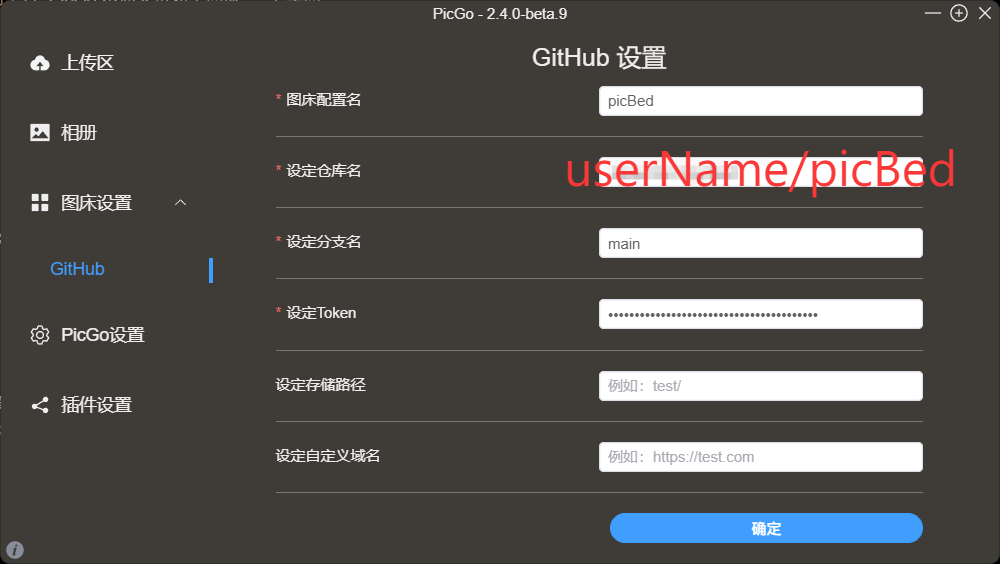 PicGo - 2.4.0-beta.9
上传区
相册
图床设置
GitHub
PicGo设置
插件设置
GitHub 设置
* 图床配置名
picBed
* 设定仓库名
userName/picBed
* 设定分支名
main
* 设定Token
••••••••••••••••••••••••••••••••••••••••
设定存储路径
例如：test/
设定自定义域名
例如：https://test.com
确定